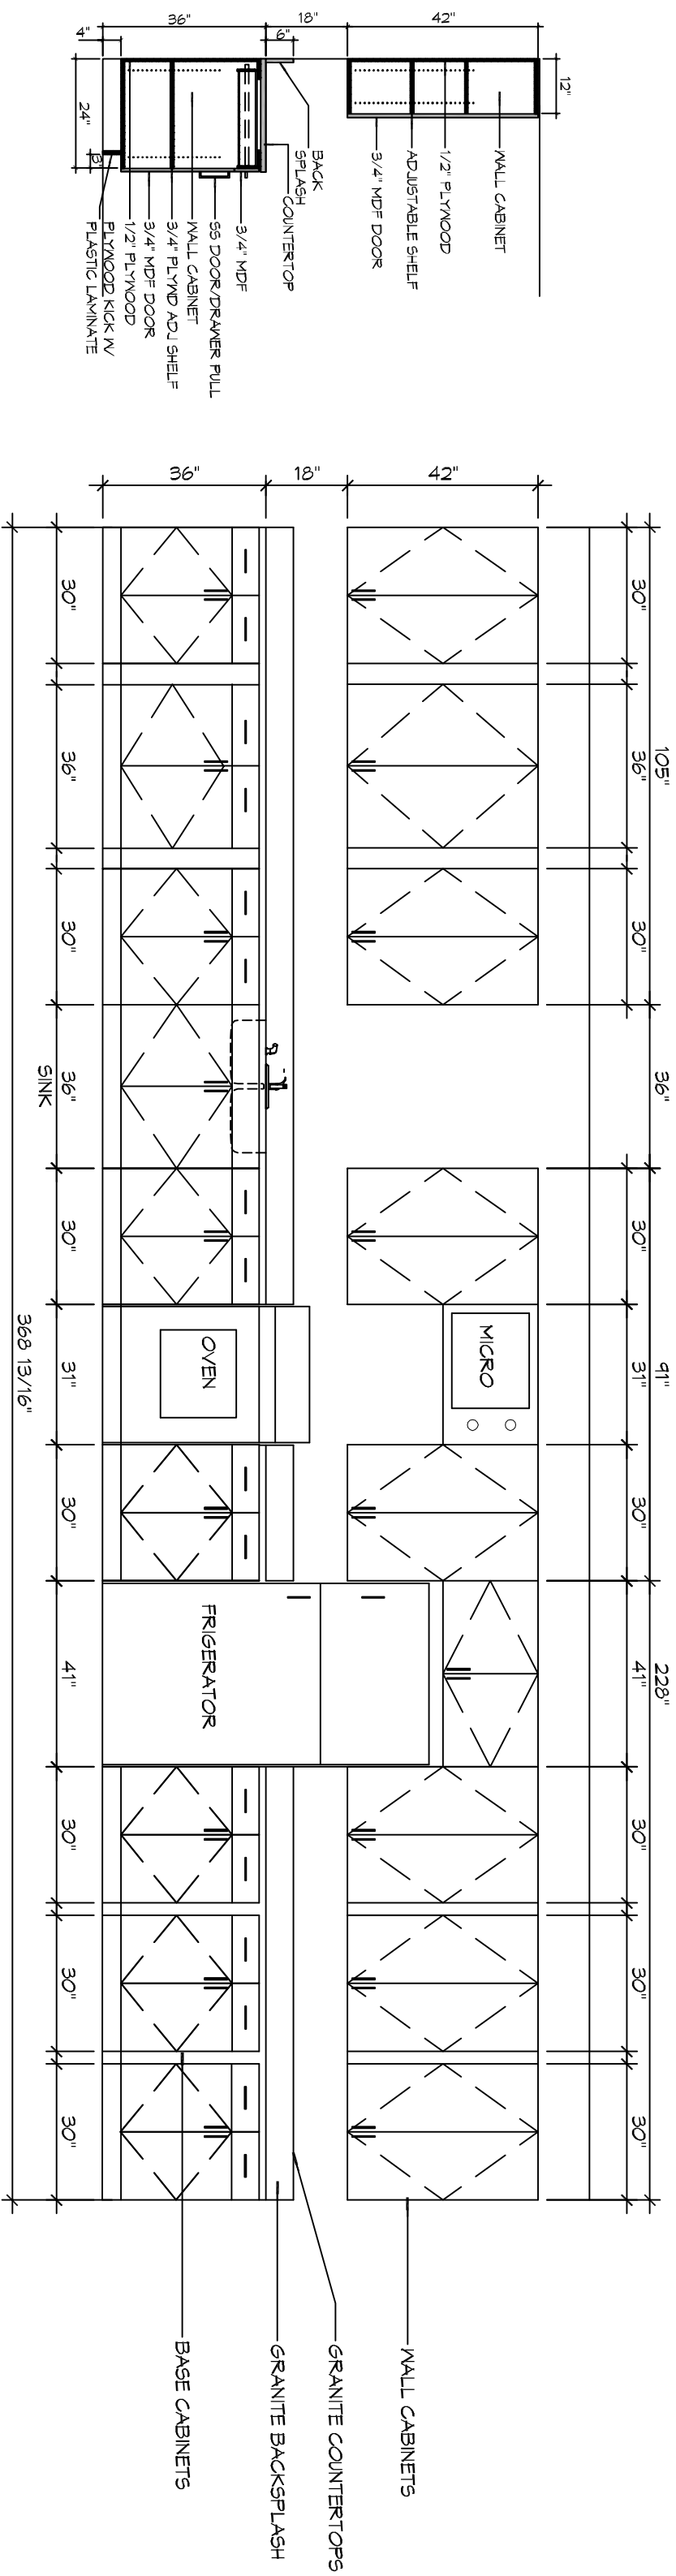 42"
18"
36"
12"
6"
4"
24"
3"
WALL CABINET
1/2" PLYWOOD
ADJUSTABLE SHELF
3/4" MDF DOOR
BACK
SPLASH
COUNTERTOP
3/4" MDF
SS DOOR/DRAWER PULL
WALL CABINET
3/4" PLYWD ADJ SHELF
3/4" MDF DOOR
1/2" PLYWOOD
PLYWOOD KICK W/
PLASTIC LAMINATE
42"
18"
36"
105"
36"
91"
228"
30"
36"
30"
30"
31"
30"
41"
30"
30"
30"
MICRO
OVEN
FRIGERATOR
30"
36"
30"
36"
SINK
30"
31"
30"
41"
30"
30"
30"
368 13/16"
WALL CABINETS
GRANITE COUNTERTOPS
GRANITE BACKSPLASH
BASE CABINETS